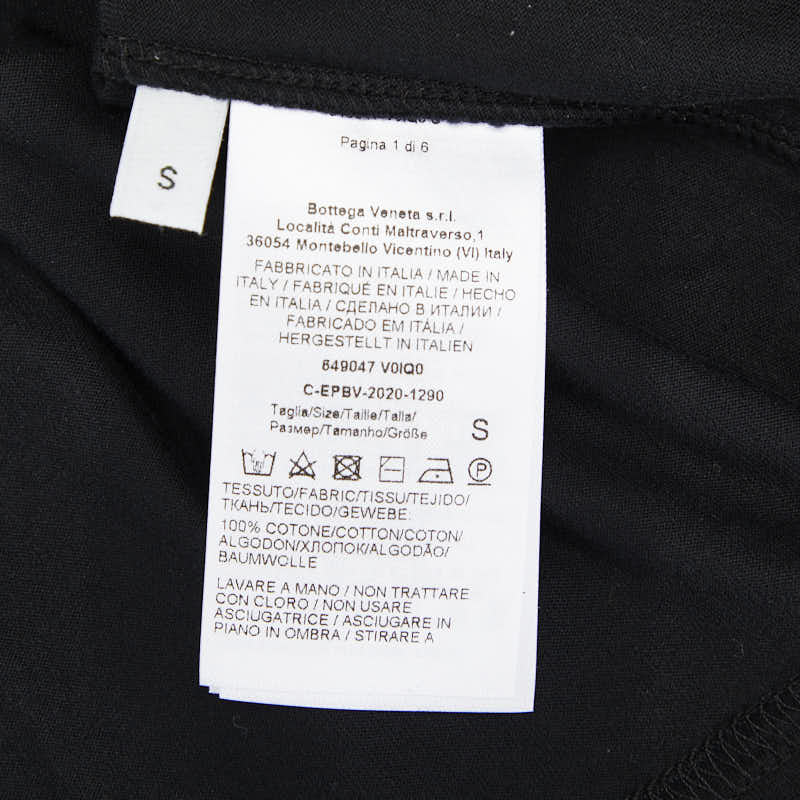 S
Pagina 1 di 6
Bottega Veneta s.r.l.
Località Conti Maltraverso,1
36054 Montebello Vicentino (VI) Italy
FABBRICATO IN ITALIA / MADE IN
ITALY / FABRIQUÉ EN ITALIE / HECHO
EN ITALIA / СДЕЛАНО В ИТАЛИИ /
FABRICADO EM ITÁLIA /
HERGESTELLT IN ITALIEN
649047 V0IQ0
C-EPBV-2020-1290
Taglia/Size/Taille/Talla/
Размер/Tamanho/Größe S
P
TESSUTO/FABRIC/TISSU/TEJIDO/
ТКАНЬ/TECIDO/GEWEBE:
100% COTONE/COTTON/COTON/
ALGODON/ХЛОПОК/ALGODÃO/
BAUMWOLLE
LAVARE A MANO / NON TRATTARE
CON CLORO / NON USARE
ASCIUGATRICE / ASCIUGARE IN
PIANO IN OMBRA / STIRARE A